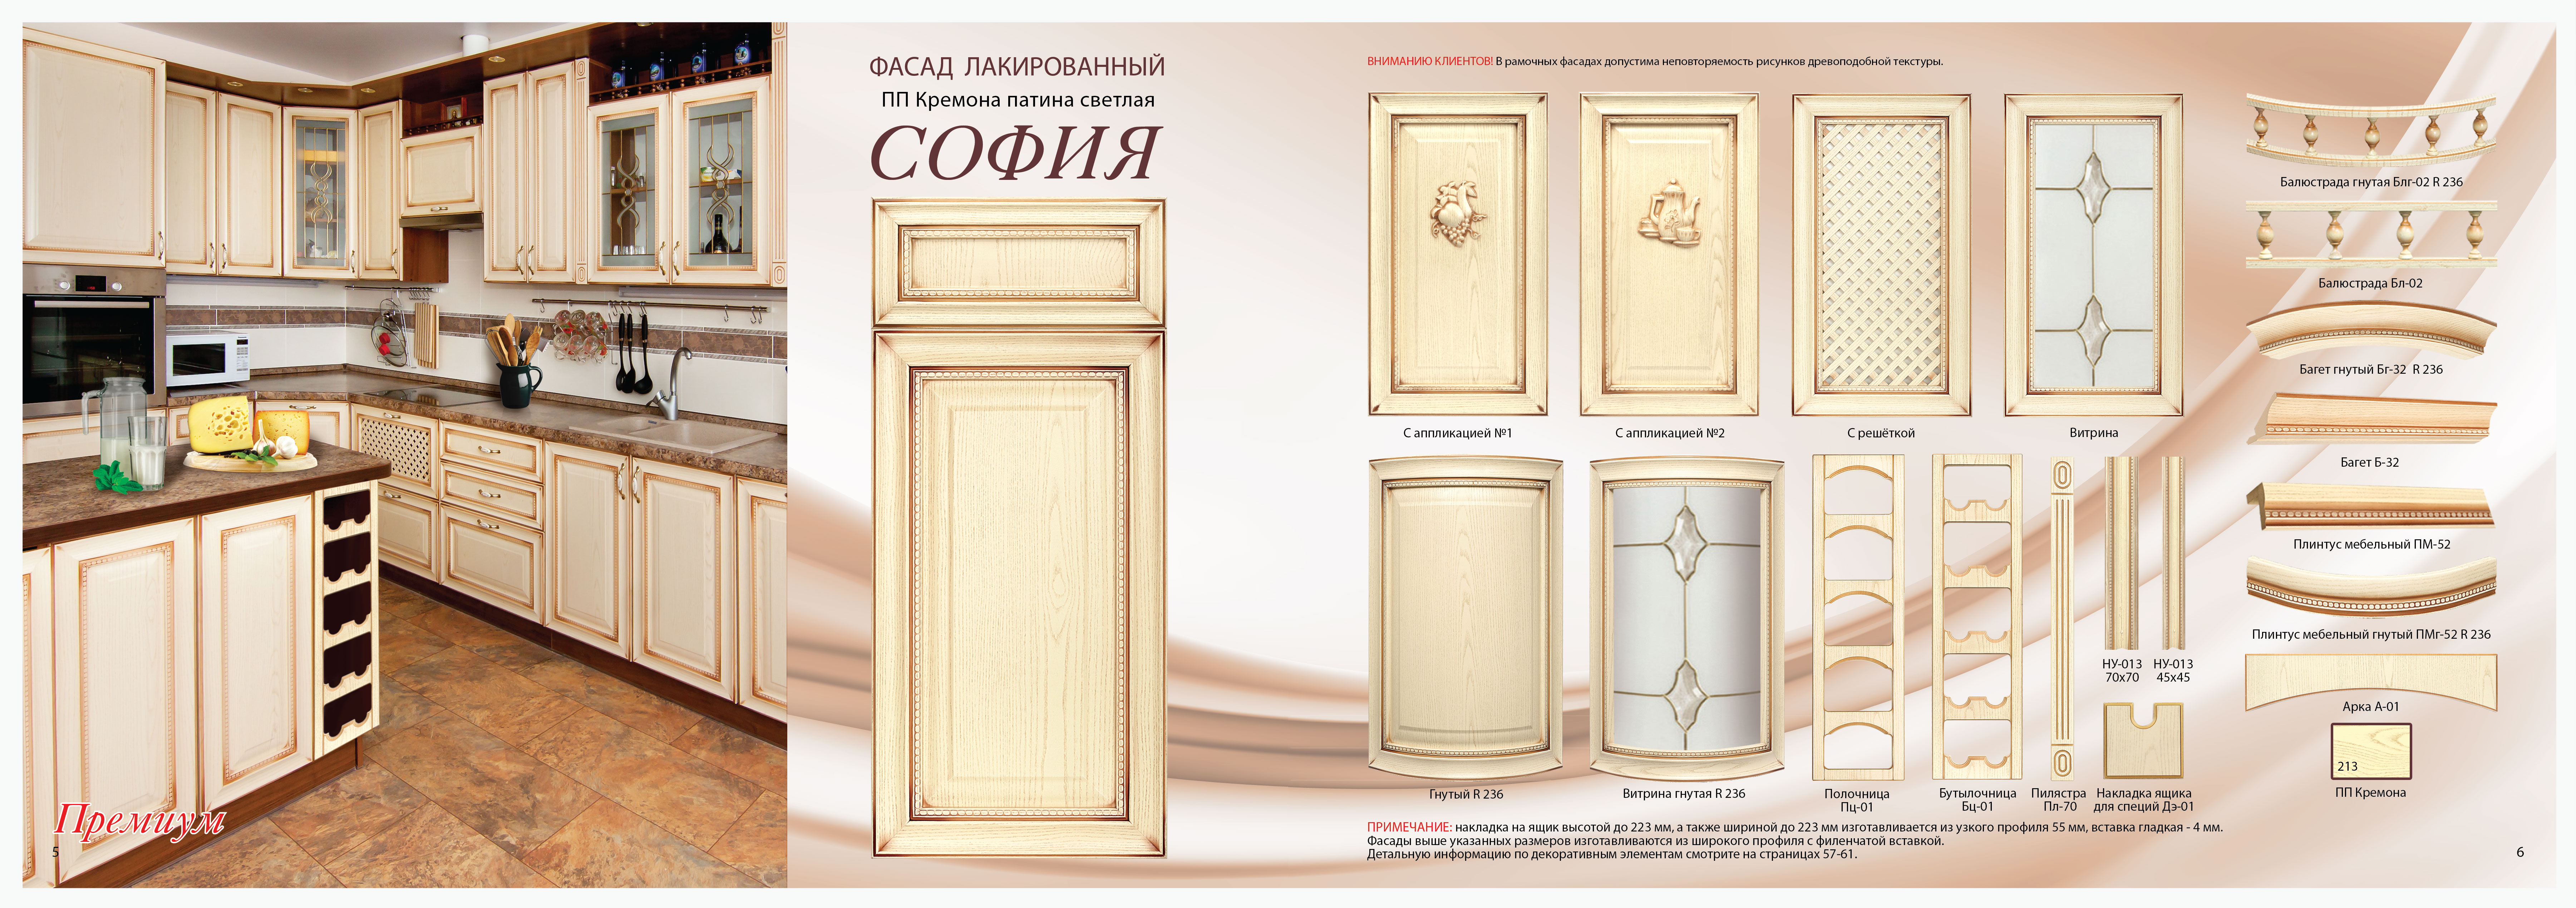 Премиум
5
ФАСАД ЛАКИРОВАННЫЙ
ПП Кремона патина светлая
СОФИЯ
ВНИМАНИЮ КЛИЕНТОВ! В рамочных фасадах допустима неповторяемость рисунков древоподобной текстуры.
С аппликацией №1
С аппликацией №2
С решёткой
Витрина
Гнутый R 236
Витрина гнутая R 236
Полочница
Пц-01
Бутылочница
Бц-01
Пилястра
Пл-70
НУ-013
70х70
НУ-013
45х45
Накладка ящика
для специй Дэ-01
Балюстрада гнутая Блг-02 R 236
Балюстрада Бл-02
Багет гнутый Бг-32 R 236
Багет Б-32
Плинтус мебельный ПМ-52
Плинтус мебельный гнутый ПМг-52 R 236
Арка А-01
213
ПП Кремона
ПРИМЕЧАНИЕ: накладка на ящик высотой до 223 мм, а также шириной до 223 мм изготавливается из узкого профиля 55 мм, вставка гладкая - 4 мм.
Фасады выше указанных размеров изготавливаются из широкого профиля с филенчатой вставкой.
Детальную информацию по декоративным элементам смотрите на страницах 57-61.
6